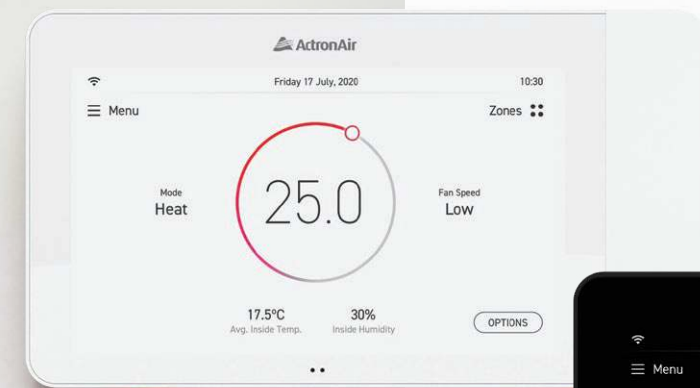 ActronAir
Friday 17 July, 2020 10:30
Menu Zones
Mode Fan Speed
Heat 25.0 Low
17.5°C 30%
Avg. Inside Temp. Inside Humidity OPTIONS
Menu